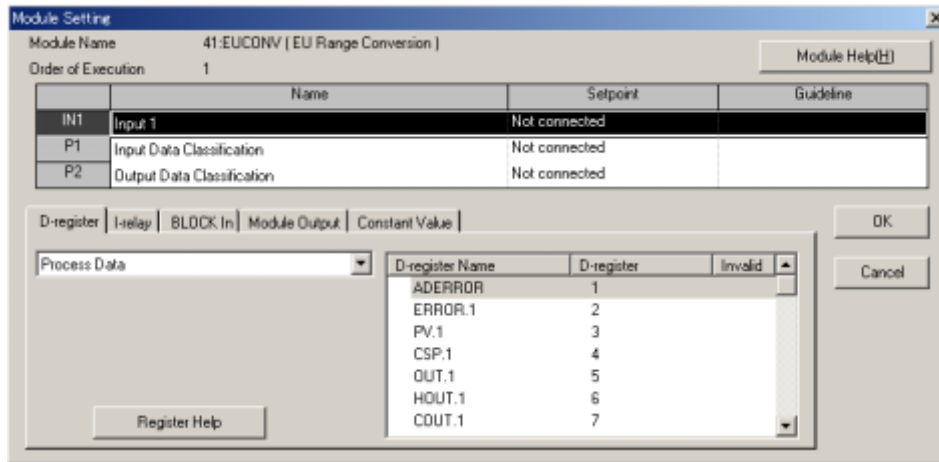 Module Setting
Module Name 41:EUCONV ( EU Range Conversion )
Module Help(H)
Order of Execution 1
Name Setpoint Guideline
IN1 Input 1 Not connected
P1 Input Data Classification Not connected
P2 Output Data Classification Not connected
D-register I-relay BLOCK In Module Output Constant Value
OK
Process Data
D-register Name D-register Invalid
Cancel
ADERROR 1
ERROR.1 2
PV.1 3
CSP.1 4
OUT.1 5
HOUT.1 6
Register Help
COUT.1 7